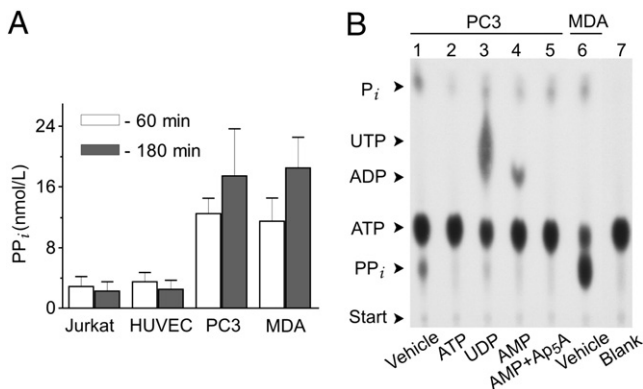 A
24
16
8
0
PPi (nmol/L)
- 60 min
- 180 min
Jurkat HUVEC PC3 MDA
B
PC3 MDA
1 2 3 4 5 6 7
Pi
UTP
ADP
ATP
PPi
Start
Vehicle ATP UDP AMP AMP+Ap5A Vehicle Blank